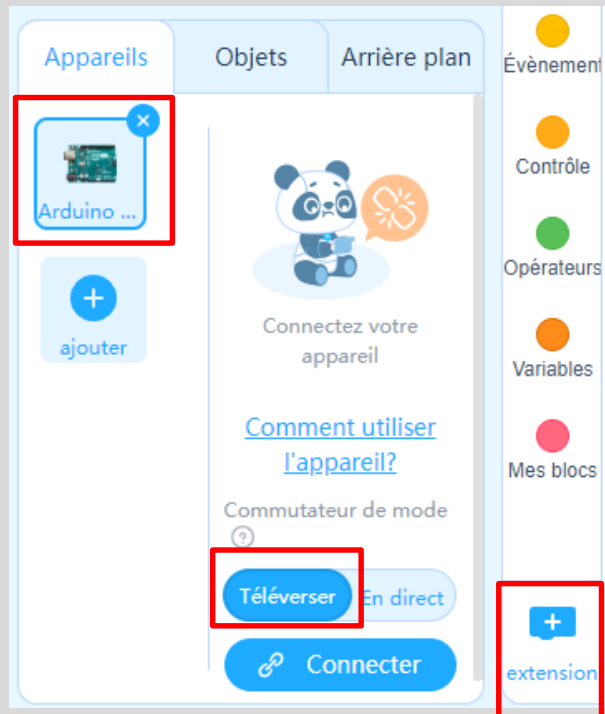 Appareils
Objets
Arrière plan
Arduino ...
ajouter
Connectez votre
appareil
Comment utiliser
l'appareil?
Commutateur de mode
?
Téléverser
En direct
Connecter
Évènement
Contrôle
Opérateurs
Variables
Mes blocs
extension